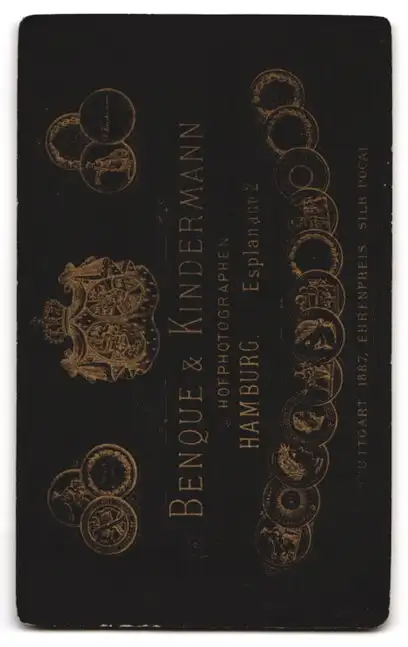 BENQUE & KINDERMANN
HOFPHOTOGRAPHEN
HAMBURG, Esplanade 2
STUTTGART 1887, EHRENPREIS SILB. POCAL